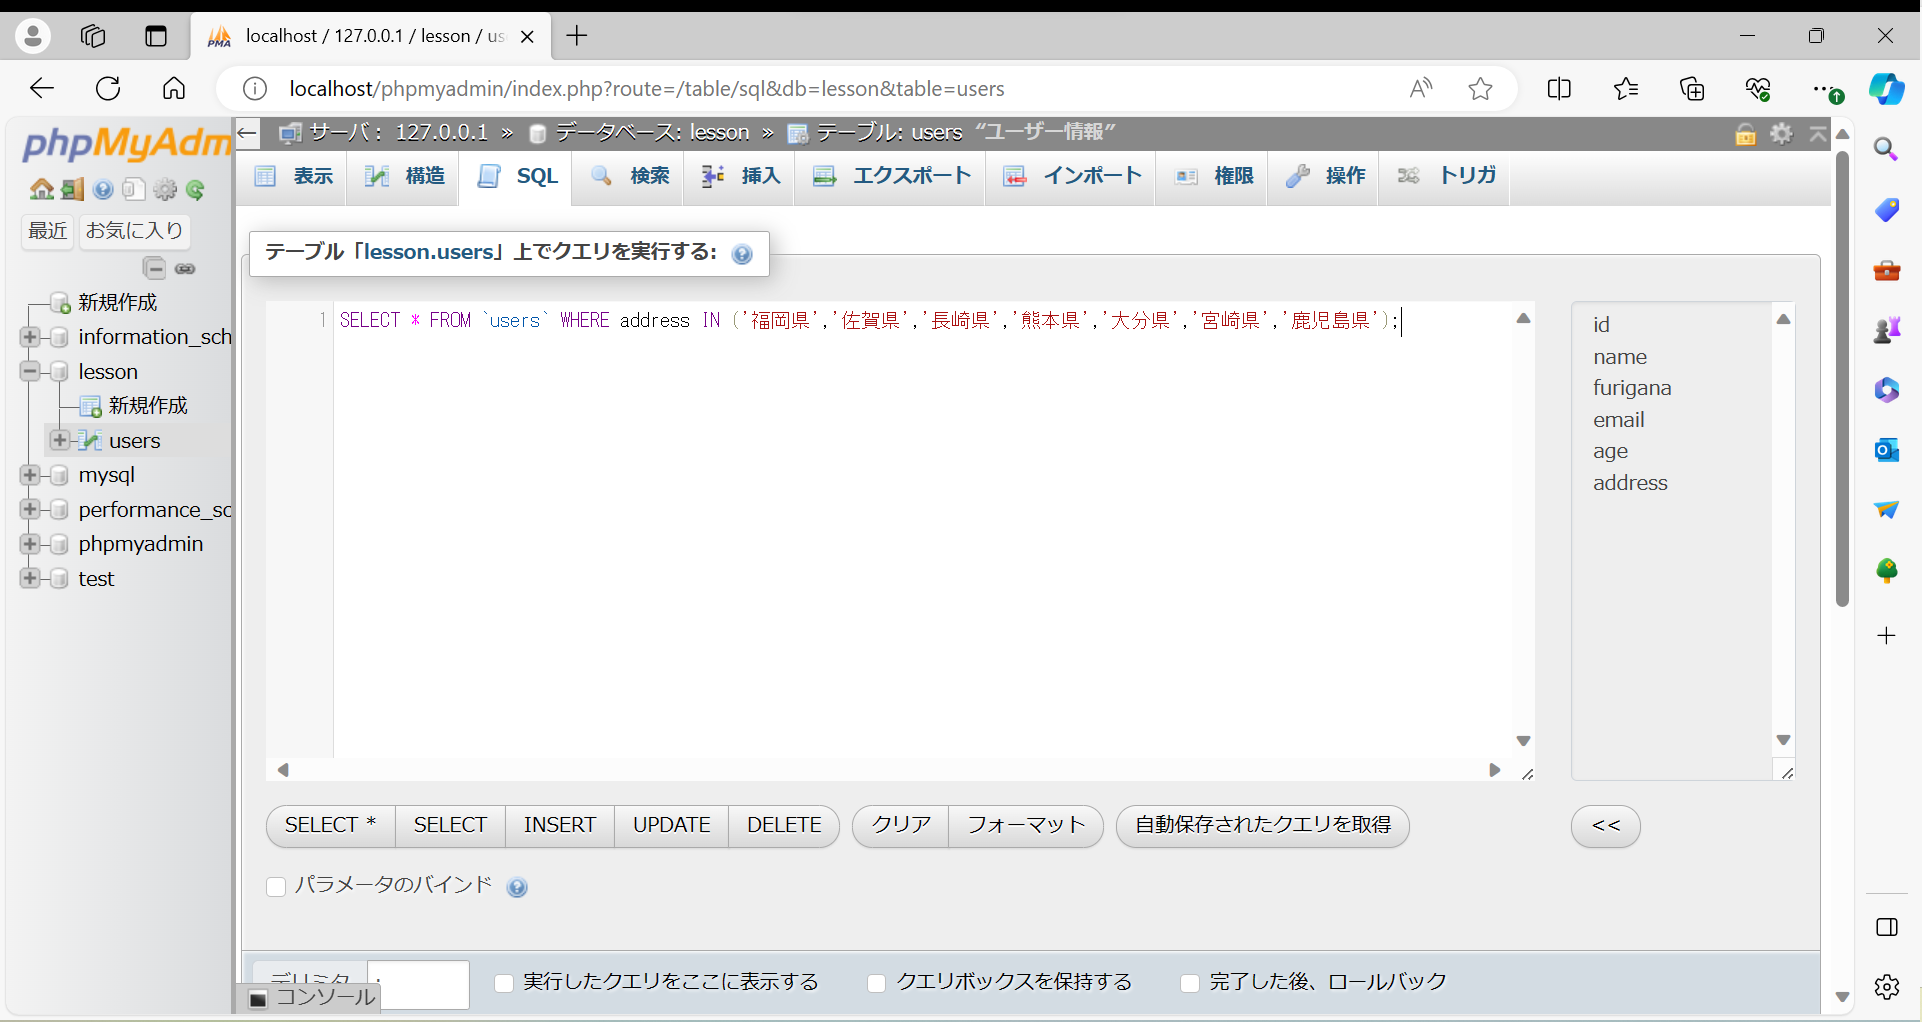 localhost / 127.0.0.1 / lesson / us
localhost/phpmyadmin/index.php?route=/table/sql&db=lesson&table=users
phpMyAdm
最近 お気に入り
新規作成
information_sch
lesson
新規作成
users
mysql
performance_sc
phpmyadmin
test
サーバ： 127.0.0.1 » データベース: lesson » テーブル: users “ユーザー情報”
表示 構造 SQL 検索 挿入 エクスポート インポート 権限 操作 トリガ
テーブル「lesson.users」上でクエリを実行する:
1 SELECT * FROM `users` WHERE address IN ('福岡県','佐賀県','長崎県','熊本県','大分県','宮崎県','鹿児島県');
id
name
furigana
email
age
address
SELECT * SELECT INSERT UPDATE DELETE クリア フォーマット 自動保存されたクエリを取得 <<
パラメータのバインド
デリミタ ; 実行したクエリをここに表示する クエリボックスを保持する 完了した後、ロールバック
コンソール